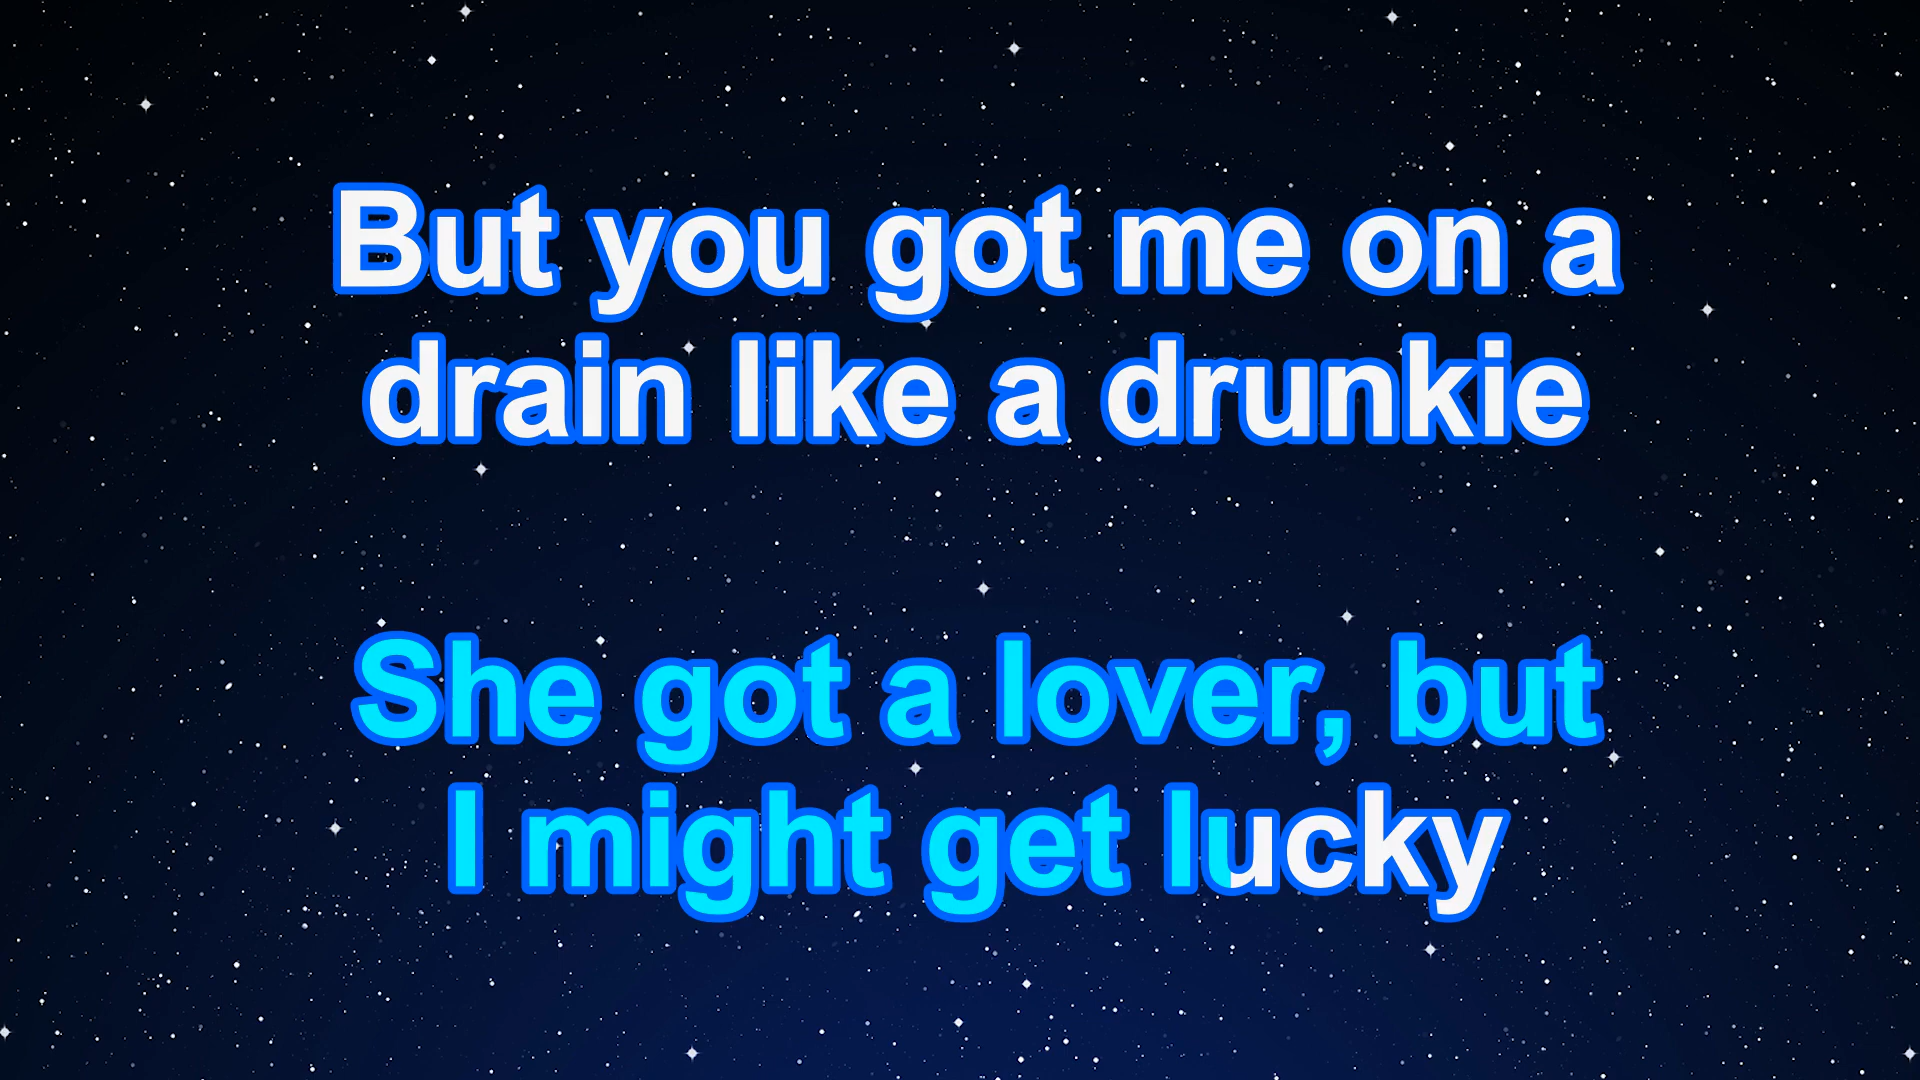 But you got me on a
drain like a drunkie
She got a lover, but
I might get lucky